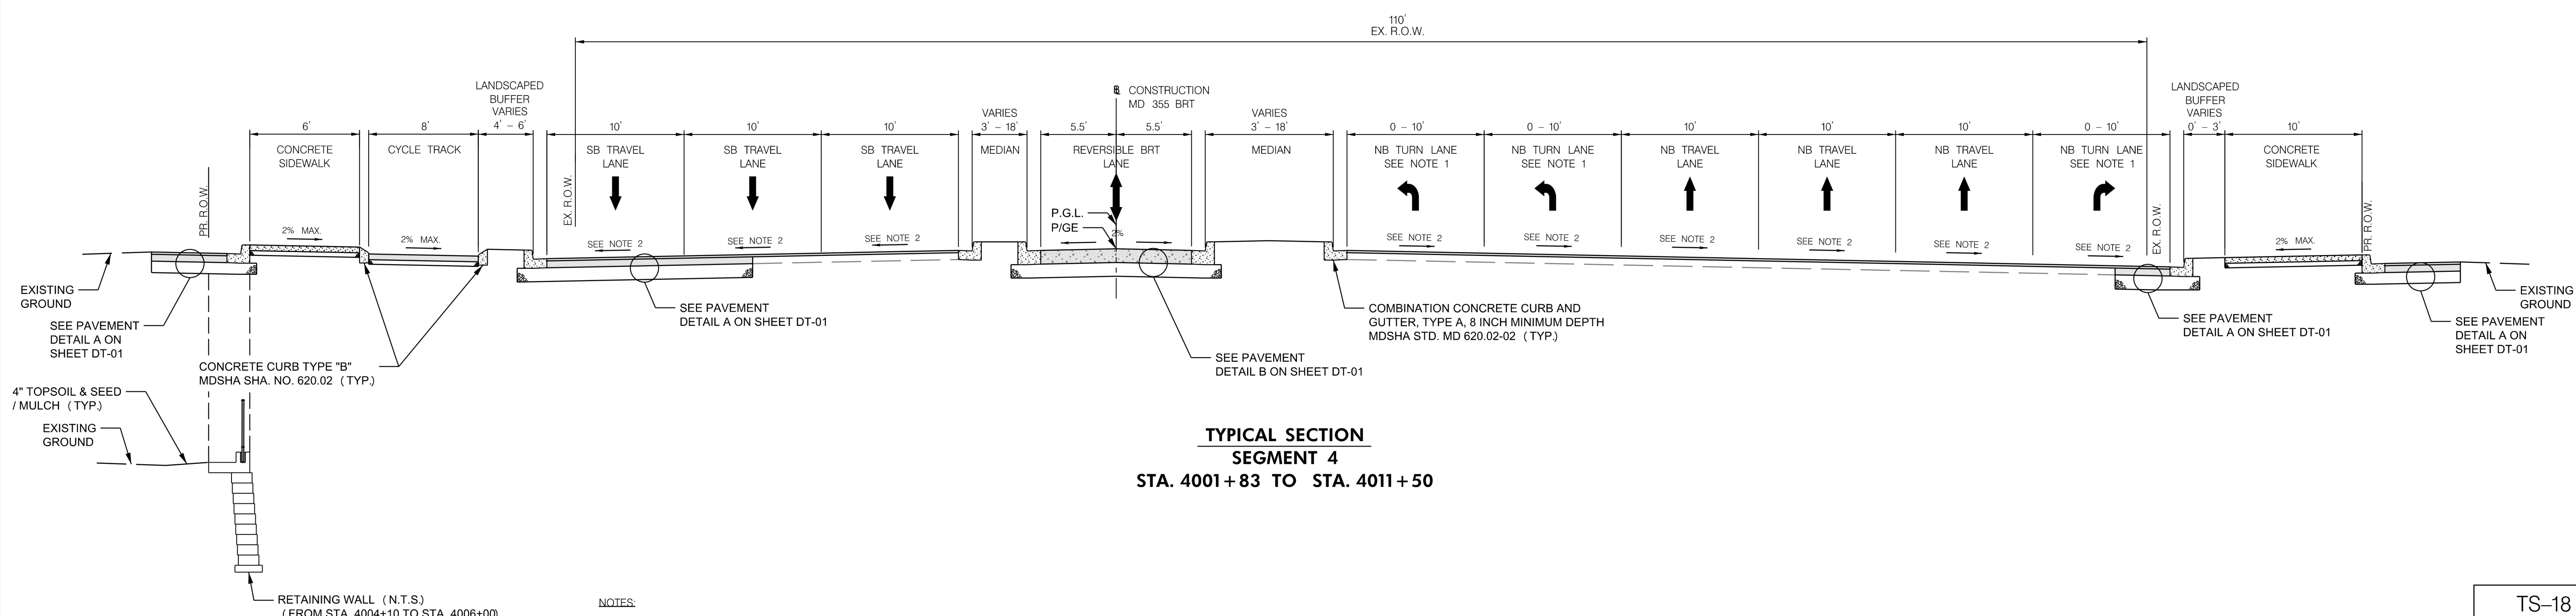 110'
EX. R.O.W.
LANDSCAPED
BUFFER
VARIES
4' – 6'
℄ CONSTRUCTION
MD 355 BRT
LANDSCAPED
BUFFER
VARIES
0' – 3'
6'
8'
10'
10'
10'
VARIES
3' – 18'
5.5'
5.5'
VARIES
3' – 18'
0 – 10'
0 – 10'
10'
10'
10'
0 – 10'
10'
CONCRETE
SIDEWALK
CYCLE TRACK
SB TRAVEL
LANE
SB TRAVEL
LANE
SB TRAVEL
LANE
MEDIAN
REVERSIBLE BRT
LANE
MEDIAN
NB TURN LANE
SEE NOTE 1
NB TURN LANE
SEE NOTE 1
NB TRAVEL
LANE
NB TRAVEL
LANE
NB TRAVEL
LANE
NB TURN LANE
SEE NOTE 1
CONCRETE
SIDEWALK
PR. R.O.W.
EX. R.O.W.
EX. R.O.W.
PR. R.O.W.
P.G.L.
P/GE
2%
2% MAX.
2% MAX.
SEE NOTE 2
SEE NOTE 2
SEE NOTE 2
SEE NOTE 2
SEE NOTE 2
SEE NOTE 2
SEE NOTE 2
SEE NOTE 2
SEE NOTE 2
2% MAX.
EXISTING
GROUND
SEE PAVEMENT
DETAIL A ON
SHEET DT-01
CONCRETE CURB TYPE "B"
MDSHA SHA. NO. 620.02 (TYP.)
SEE PAVEMENT
DETAIL A ON SHEET DT-01
COMBINATION CONCRETE CURB AND
GUTTER, TYPE A, 8 INCH MINIMUM DEPTH
MDSHA STD. MD 620.02-02 (TYP.)
SEE PAVEMENT
DETAIL B ON SHEET DT-01
SEE PAVEMENT
DETAIL A ON SHEET DT-01
EXISTING
GROUND
SEE PAVEMENT
DETAIL A ON
SHEET DT-01
4" TOPSOIL & SEED
/ MULCH (TYP.)
EXISTING
GROUND
TYPICAL SECTION
SEGMENT 4
STA. 4001+83 TO STA. 4011+50
RETAINING WALL (N.T.S.)
(FROM STA. 4004+10 TO STA. 4006+00)
NOTES:
TS–18